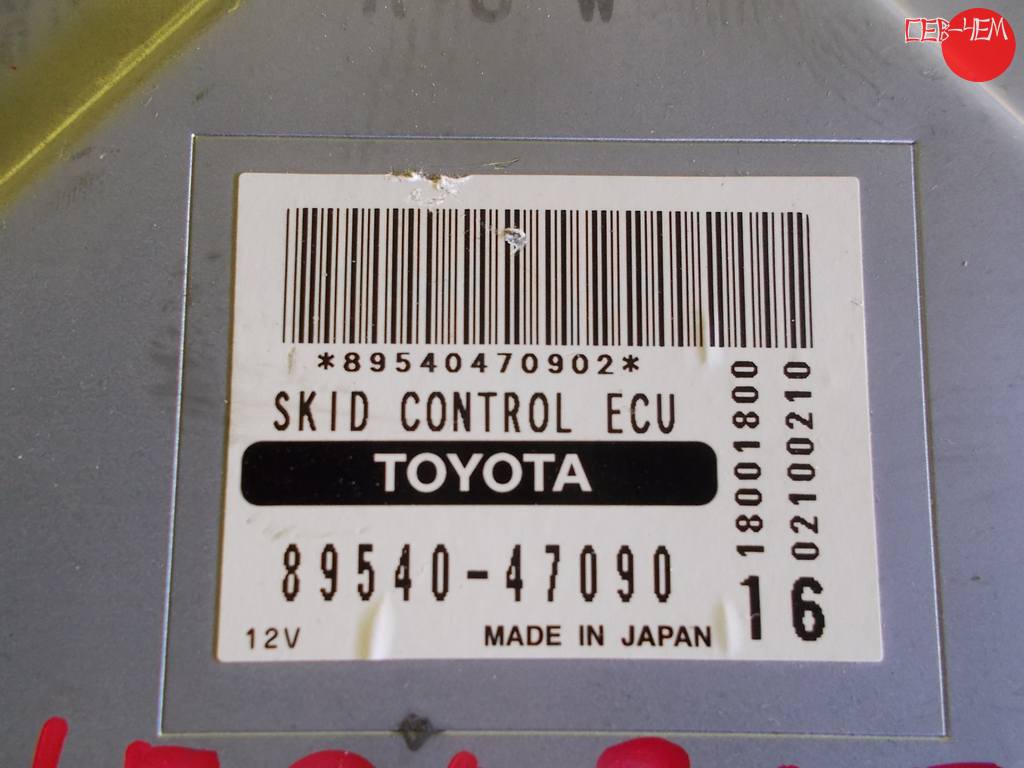 СЕВ-ЧЕМ
*89540470902*
SKID CONTROL ECU
TOYOTA
89540-47090
12V
MADE IN JAPAN
18001800
02100210
16